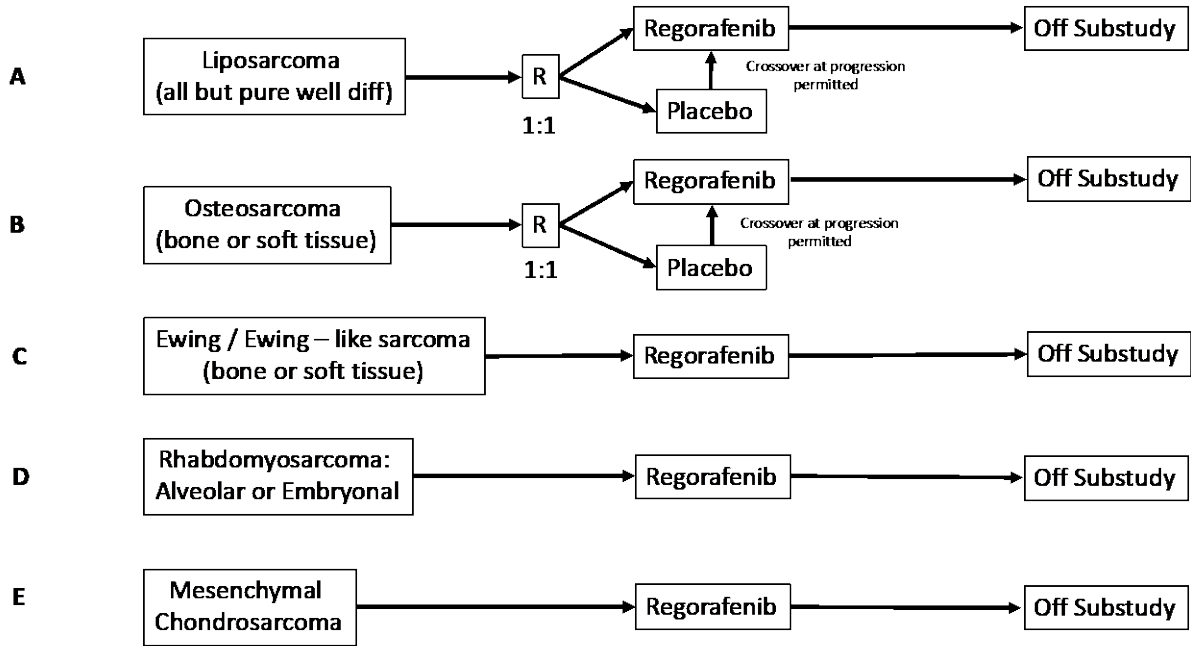 A
Liposarcoma
(all but pure well diff)
R
1:1
Regorafenib
Crossover at progression
permitted
Placebo
Off Substudy
B
Osteosarcoma
(bone or soft tissue)
R
1:1
Regorafenib
Crossover at progression
permitted
Placebo
Off Substudy
C
Ewing / Ewing – like sarcoma
(bone or soft tissue)
Regorafenib
Off Substudy
D
Rhabdomyosarcoma:
Alveolar or Embryonal
Regorafenib
Off Substudy
E
Mesenchymal
Chondrosarcoma
Regorafenib
Off Substudy